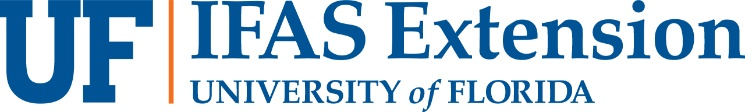 UF
IFAS Extension
UNIVERSITY of FLORIDA